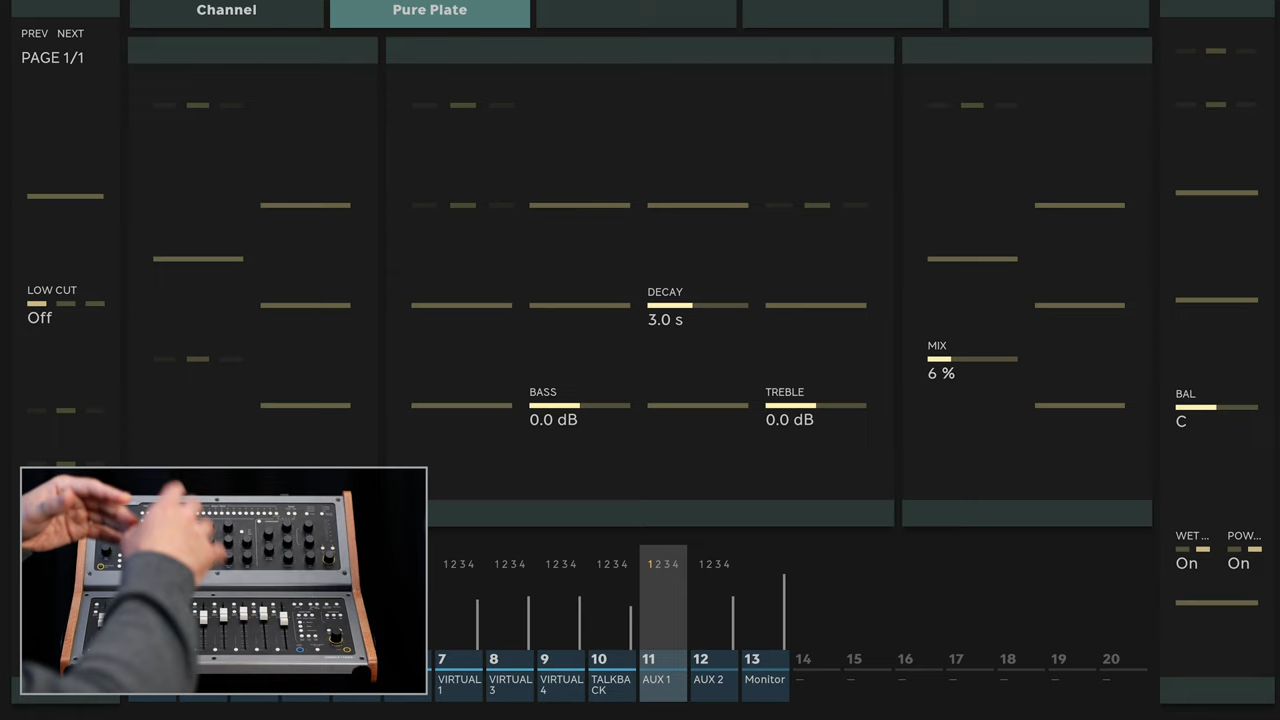 Channel
Pure Plate
PREV NEXT
PAGE 1/1
LOW CUT
Off
DECAY
3.0 s
BASS
0.0 dB
TREBLE
0.0 dB
MIX
6 %
BAL
C
WET... POW...
On On
1 2 3 4 1 2 3 4 1 2 3 4 1 2 3 4 1 2 3 4 1 2 3 4
7 8 9 10 11 12 13 14 15 16 17 18 19 20
VIRTUAL VIRTUAL VIRTUAL TALKBA AUX 1 AUX 2 Monitor – – – – – – –
1 3 4 CK